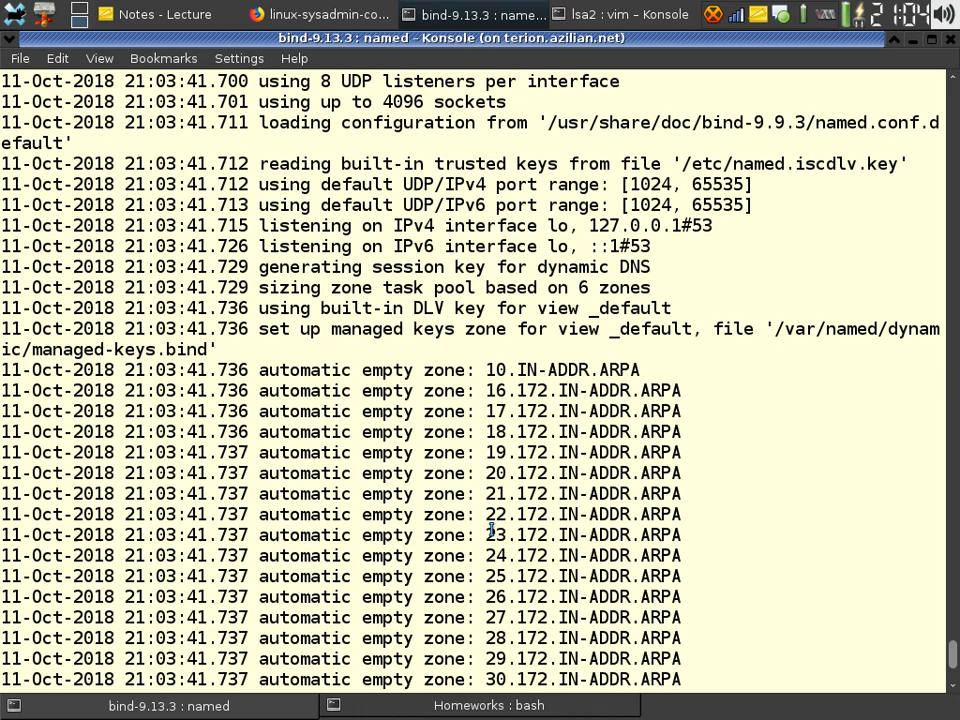 Notes - Lecture
linux-sysadmin-co...
bind-9.13.3 : name...
lsa2 : vim – Konsole
2 1:04
bind-9.13.3 : named – Konsole (on terion.azilian.net)
File Edit View Bookmarks Settings Help
11-Oct-2018 21:03:41.700 using 8 UDP listeners per interface
11-Oct-2018 21:03:41.701 using up to 4096 sockets
11-Oct-2018 21:03:41.711 loading configuration from '/usr/share/doc/bind-9.9.3/named.conf.d
efault'
11-Oct-2018 21:03:41.712 reading built-in trusted keys from file '/etc/named.iscdlv.key'
11-Oct-2018 21:03:41.712 using default UDP/IPv4 port range: [1024, 65535]
11-Oct-2018 21:03:41.713 using default UDP/IPv6 port range: [1024, 65535]
11-Oct-2018 21:03:41.715 listening on IPv4 interface lo, 127.0.0.1#53
11-Oct-2018 21:03:41.726 listening on IPv6 interface lo, ::1#53
11-Oct-2018 21:03:41.729 generating session key for dynamic DNS
11-Oct-2018 21:03:41.729 sizing zone task pool based on 6 zones
11-Oct-2018 21:03:41.736 using built-in DLV key for view _default
11-Oct-2018 21:03:41.736 set up managed keys zone for view _default, file '/var/named/dynam
ic/managed-keys.bind'
11-Oct-2018 21:03:41.736 automatic empty zone: 10.IN-ADDR.ARPA
11-Oct-2018 21:03:41.736 automatic empty zone: 16.172.IN-ADDR.ARPA
11-Oct-2018 21:03:41.736 automatic empty zone: 17.172.IN-ADDR.ARPA
11-Oct-2018 21:03:41.736 automatic empty zone: 18.172.IN-ADDR.ARPA
11-Oct-2018 21:03:41.737 automatic empty zone: 19.172.IN-ADDR.ARPA
11-Oct-2018 21:03:41.737 automatic empty zone: 20.172.IN-ADDR.ARPA
11-Oct-2018 21:03:41.737 automatic empty zone: 21.172.IN-ADDR.ARPA
11-Oct-2018 21:03:41.737 automatic empty zone: 22.172.IN-ADDR.ARPA
11-Oct-2018 21:03:41.737 automatic empty zone: 23.172.IN-ADDR.ARPA
11-Oct-2018 21:03:41.737 automatic empty zone: 24.172.IN-ADDR.ARPA
11-Oct-2018 21:03:41.737 automatic empty zone: 25.172.IN-ADDR.ARPA
11-Oct-2018 21:03:41.737 automatic empty zone: 26.172.IN-ADDR.ARPA
11-Oct-2018 21:03:41.737 automatic empty zone: 27.172.IN-ADDR.ARPA
11-Oct-2018 21:03:41.737 automatic empty zone: 28.172.IN-ADDR.ARPA
11-Oct-2018 21:03:41.737 automatic empty zone: 29.172.IN-ADDR.ARPA
11-Oct-2018 21:03:41.737 automatic empty zone: 30.172.IN-ADDR.ARPA
bind-9.13.3 : named
Homeworks : bash